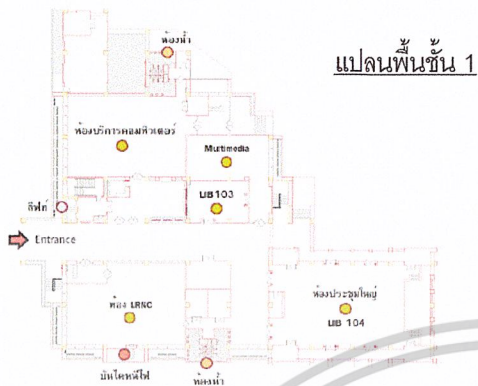 ห้องน้ำ
แปลนพื้นชั้น 1
ห้องบริการคอมพิวเตอร์
Multimedia
LIB 103
ลิฟท์
Entrance
ห้อง LRNC
ห้องประชุมใหญ่
LIB 104
บันไดหนีไฟ
ห้องน้ำ